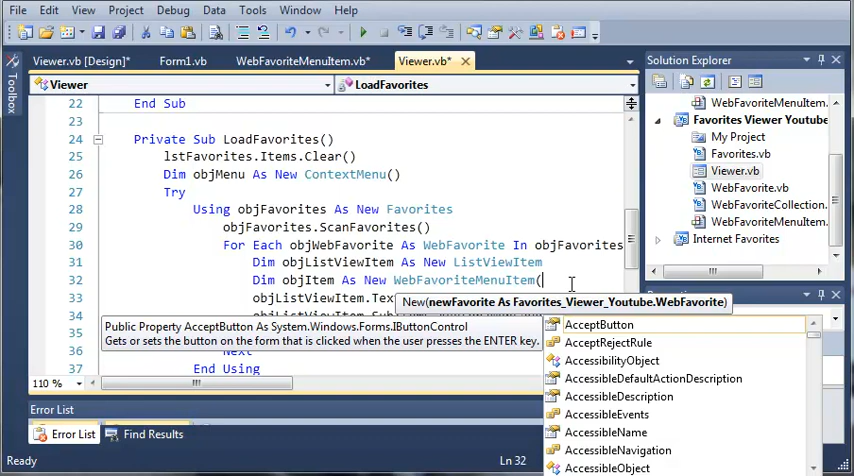 File Edit View Project Build Debug Data Tools Window Help
Viewer.vb [Design]* Form1.vb WebFavoriteMenuItem.vb* Viewer.vb*
Solution Explorer
Toolbox
Viewer LoadFavorites
22 End Sub
23
24 Private Sub LoadFavorites()
25 lstFavorites.Items.Clear()
26 Dim objMenu As New ContextMenu()
27 Try
28 Using objFavorites As New Favorites
29 objFavorites.ScanFavorites()
30 For Each objWebFavorite As WebFavorite In objFavorites
31 Dim objListViewItem As New ListViewItem
32 Dim objItem As New WebFavoriteMenuItem(
New(newFavorite As Favorites_Viewer_Youtube.WebFavorite)
33 objListViewItem.Tex
34
Public Property AcceptButton As System.Windows.Forms.IButtonControl
Gets or sets the button on the form that is clicked when the user presses the ENTER key.
35
36 Next
37 End Using
AcceptButton
AcceptRejectRule
AccessibilityObject
AccessibleDefaultActionDescription
AccessibleDescription
AccessibleEvents
AccessibleName
AccessibleNavigation
AccessibleObject
WebFavoriteMenuItem.
Favorites Viewer Youtube
My Project
Favorites.vb
Viewer.vb
WebFavorite.vb
WebFavoriteCollection.
WebFavoriteMenuItem.
Internet Favorites
110 %
Error List
Error List Find Results
Ready Ln 32